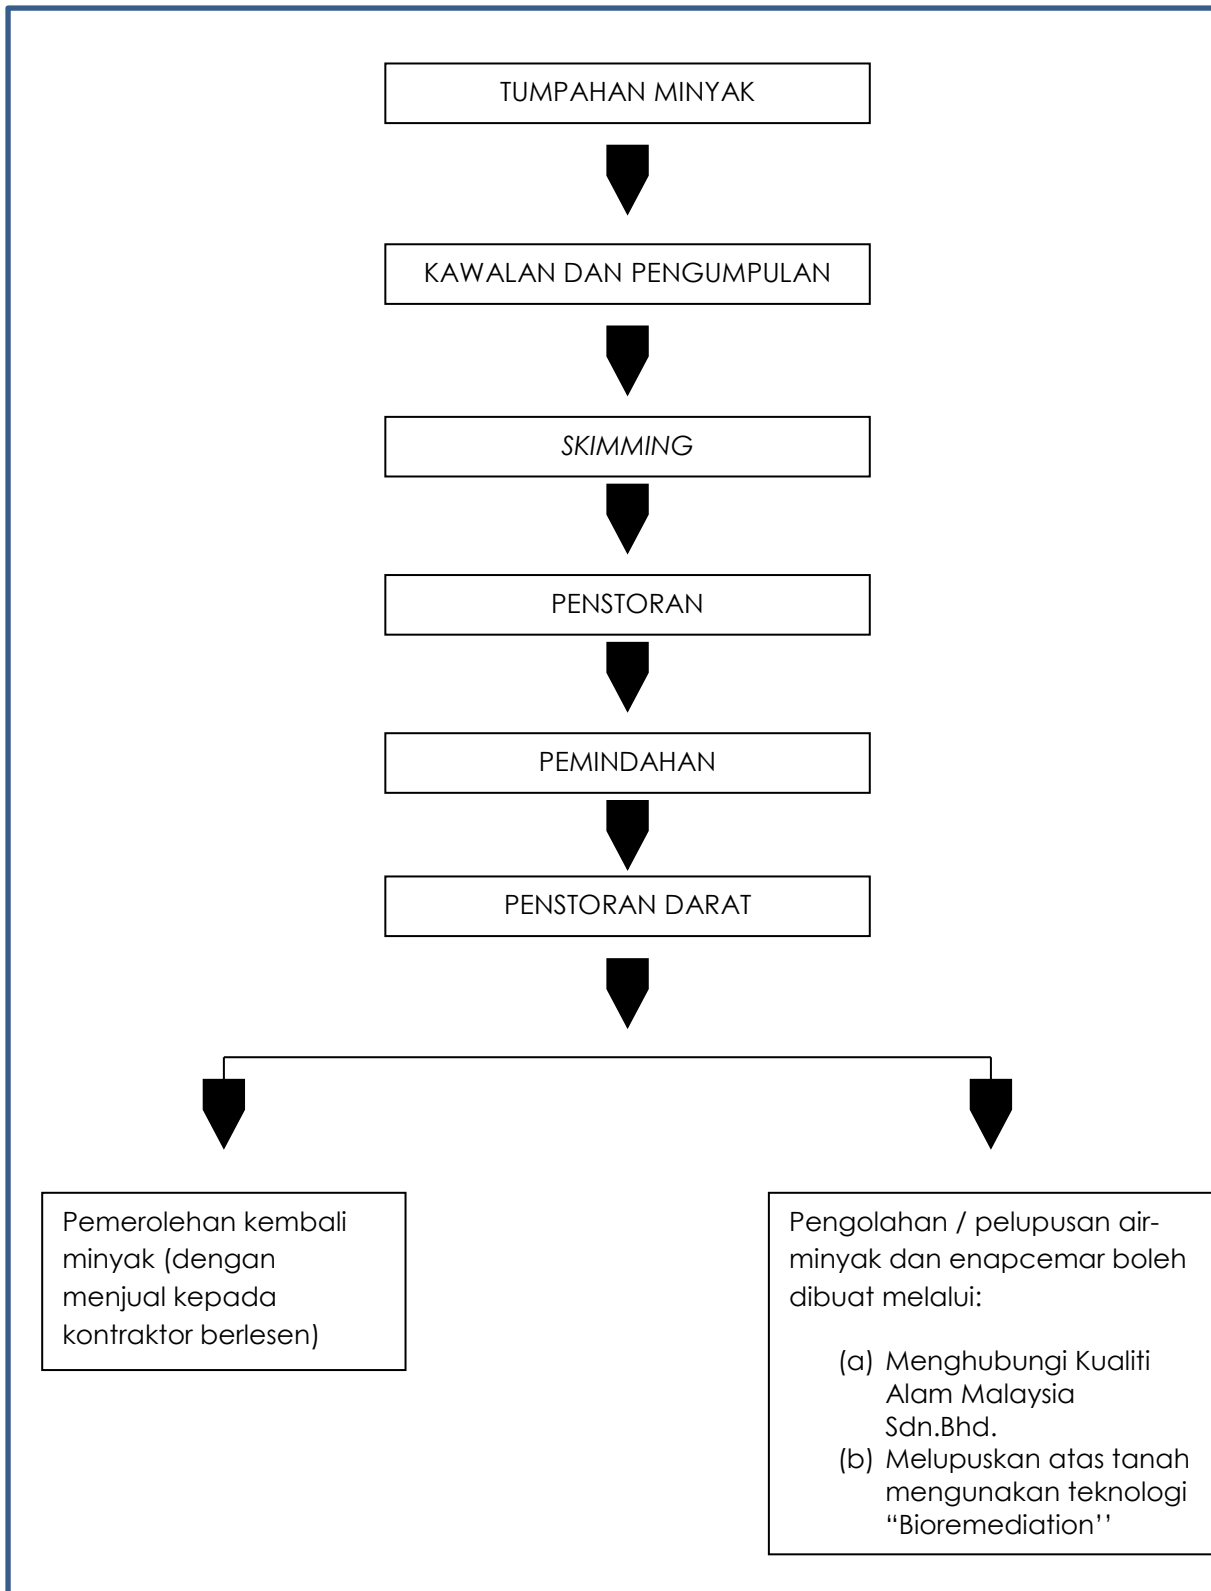 TUMPAHAN MINYAK
KAWALAN DAN PENGUMPULAN
SKIMMING
PENSTORAN
PEMINDAHAN
PENSTORAN DARAT
Pemerolehan kembali
minyak (dengan
menjual kepada
kontraktor berlesen)
Pengolahan / pelupusan air-
minyak dan enapcemar boleh
dibuat melalui:
(a) Menghubungi Kualiti
Alam Malaysia
Sdn.Bhd.
(b) Melupuskan atas tanah
mengunakan teknologi
“Bioremediation’’